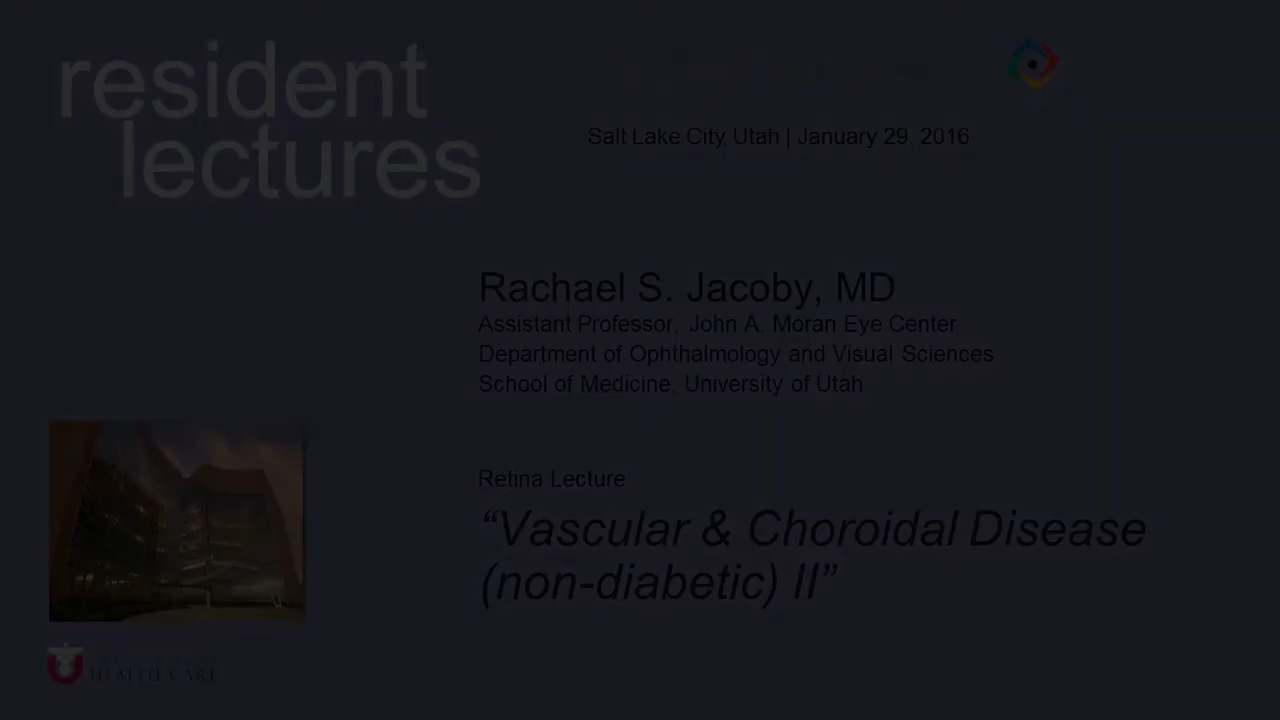 resident
lectures
Salt Lake City, Utah | January 29, 2016
Rachael S. Jacoby, MD
Assistant Professor, John A. Moran Eye Center
Department of Ophthalmology and Visual Sciences
School of Medicine, University of Utah
Retina Lecture
“Vascular & Choroidal Disease
(non-diabetic) II”
HEALTH CARE